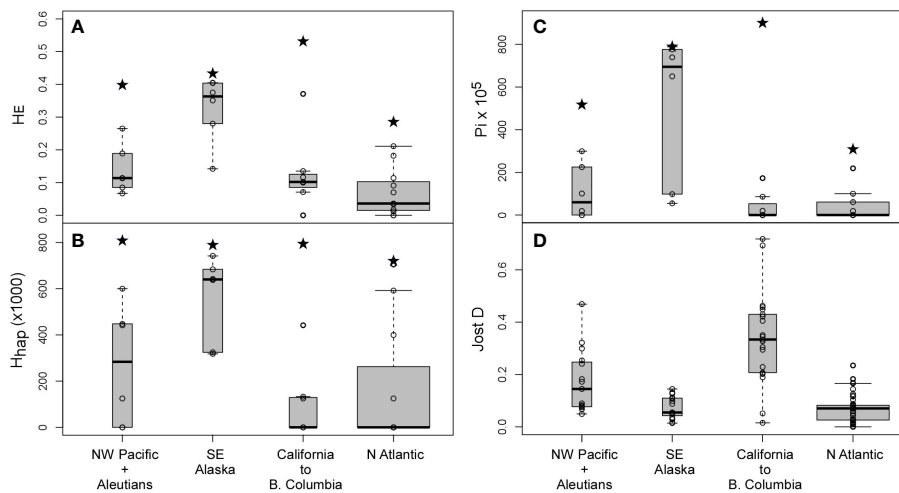 A
HE
0.0 0.1 0.2 0.3 0.4 0.5 0.6
B
Hhap (x1000)
0 200 400 600 800
NW Pacific + Aleutians
SE Alaska
California to B. Columbia
N Atlantic
C
Pi x 10⁵
0 200 400 600 800
D
Jost D
0.0 0.2 0.4 0.6
NW Pacific + Aleutians
SE Alaska
California to B. Columbia
N Atlantic